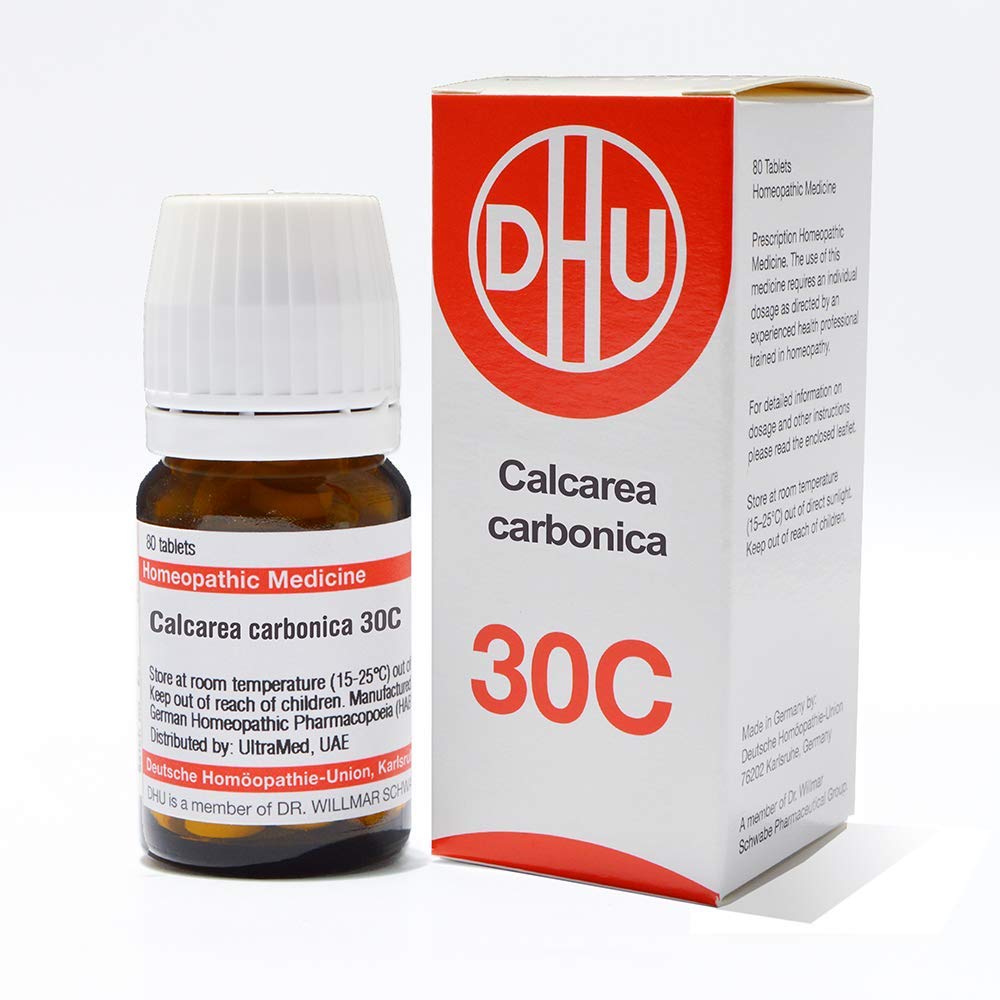 80 tablets
Homeopathic Medicine
Calcarea carbonica 30C
Store at room temperature (15-25°C) out of
Keep out of reach of children. Manufactured
German Homeopathic Pharmacopoeia (HAB
Distributed by: UltraMed, UAE
Deutsche Homöopathie-Union, Karlsru
DHU is a member of DR. WILLMAR SCHWA
DHU
Calcarea
carbonica
30C
80 Tablets
Homeopathic Medicine
Prescription Homeopathic
Medicine. The use of this
medicine requires an individual
dosage as directed by an
experienced health professional
trained in homeopathy.
For detailed information on
dosage and other instructions
please read the enclosed leaflet.
Store at room temperature
(15–25°C) out of direct sunlight.
Keep out of reach of children.
Made in Germany by:
Deutsche Homöopathie-Union
76202 Karlsruhe, Germany
A member of Dr. Willmar
Schwabe Pharmaceutical Group.